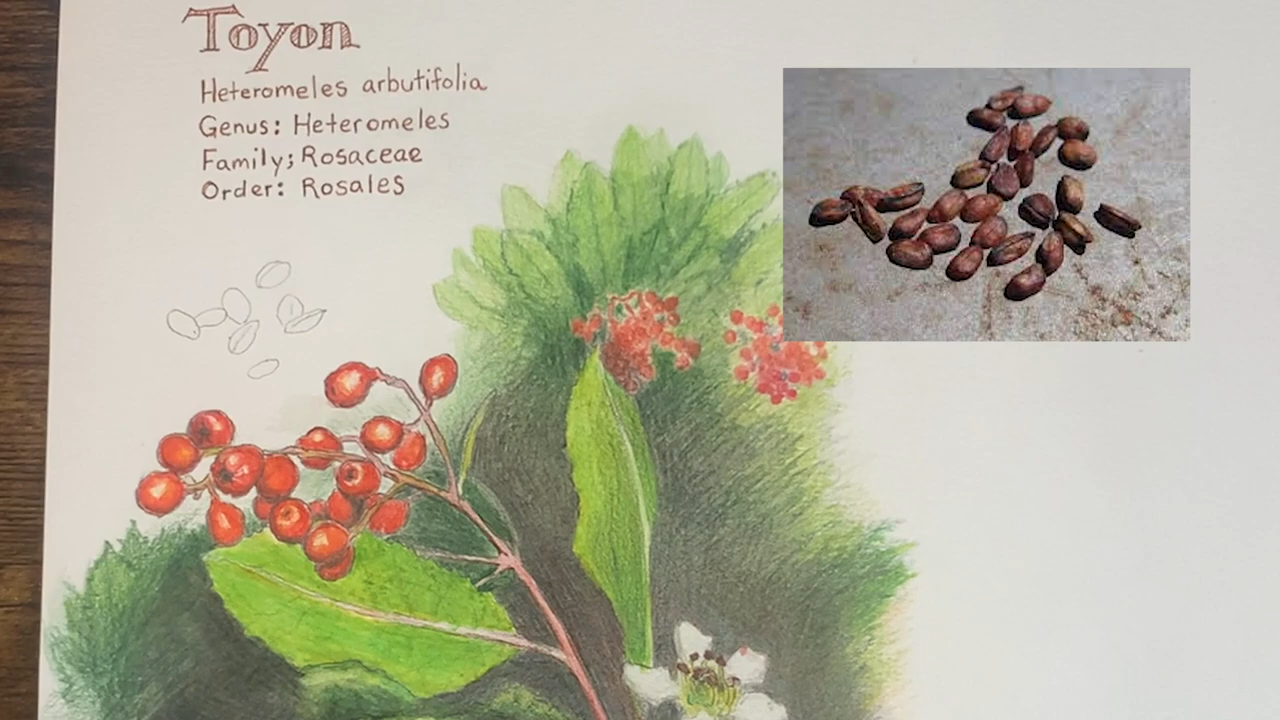 Toyon
Heteromeles arbutifolia
Genus: Heteromeles
Family; Rosaceae
Order: Rosales